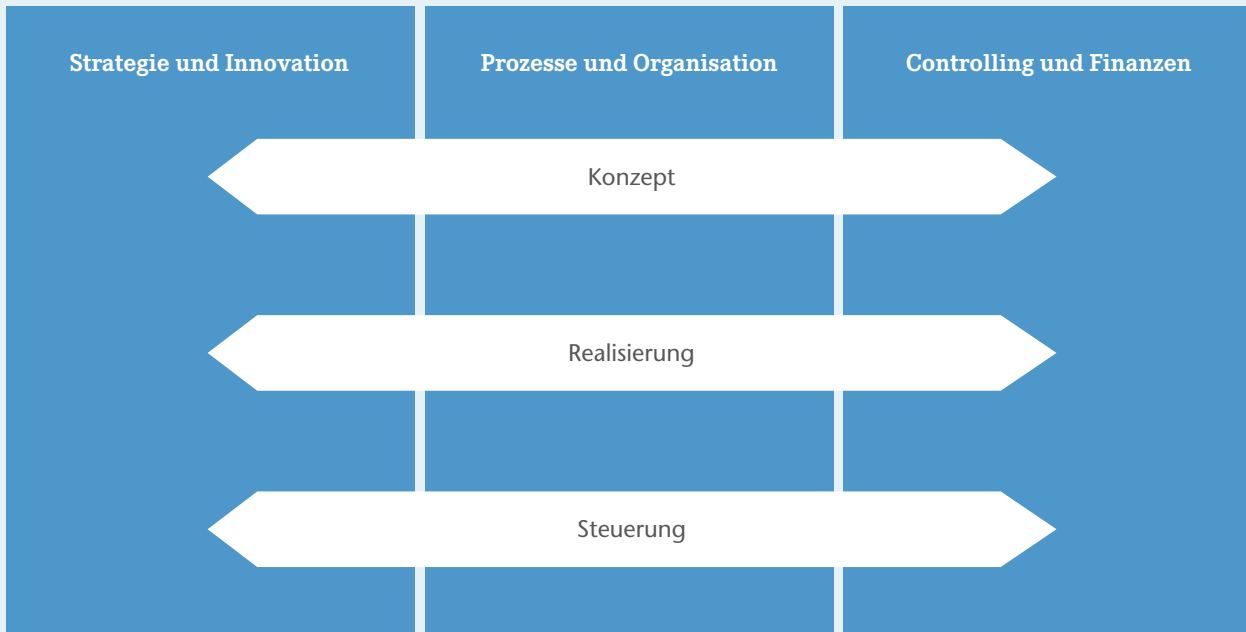 Strategie und Innovation
Prozesse und Organisation
Controlling und Finanzen
Konzept
Realisierung
Steuerung